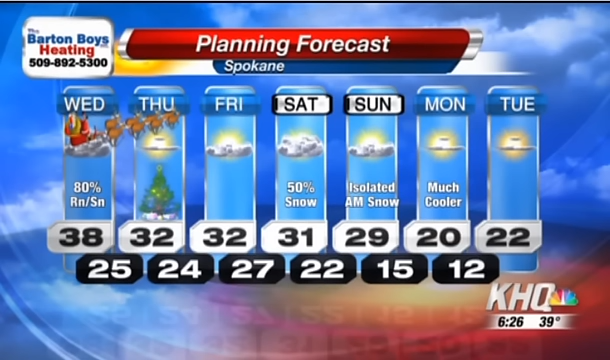 The
Barton Boys
Heating
509-892-5300
Planning Forecast
Spokane
WED THU FRI SAT SUN MON TUE
80% Rn/Sn
50% Snow
Isolated AM Snow
Much Cooler
38 32 32 31 29 20 22
25 24 27 22 15 12
KHQ
6:26 39°